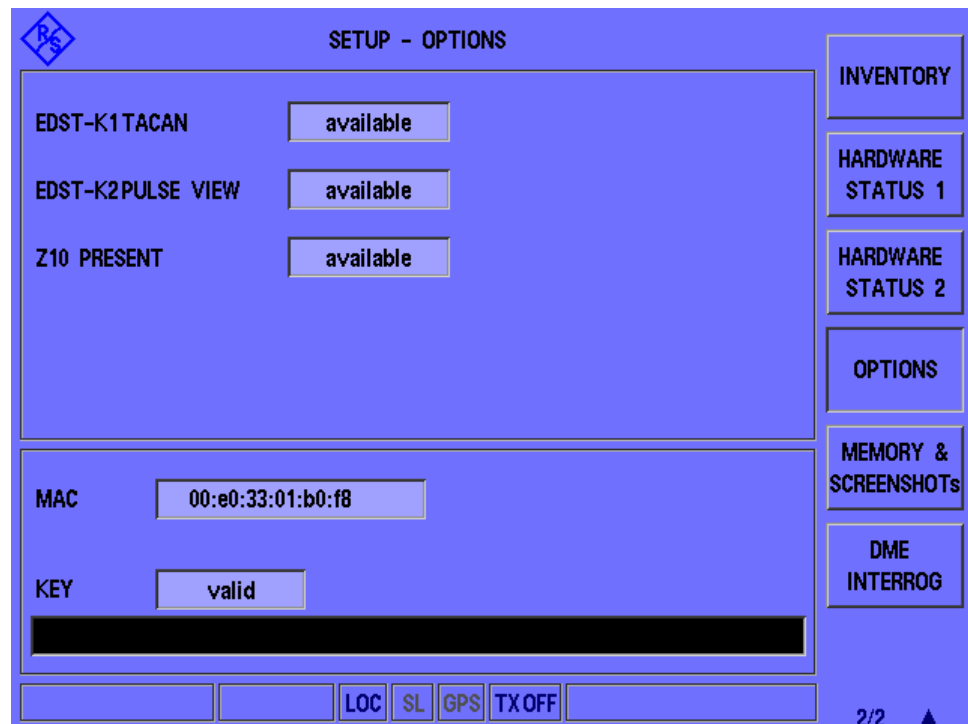 R/S
SETUP - OPTIONS
EDST-K1 TACAN
available
EDST-K2 PULSE VIEW
available
Z10 PRESENT
available
MAC
00:e0:33:01:b0:f8
KEY
valid
LOC
SL
GPS
TX OFF
INVENTORY
HARDWARE
STATUS 1
HARDWARE
STATUS 2
OPTIONS
MEMORY &
SCREENSHOTs
DME
INTERROG
2/2